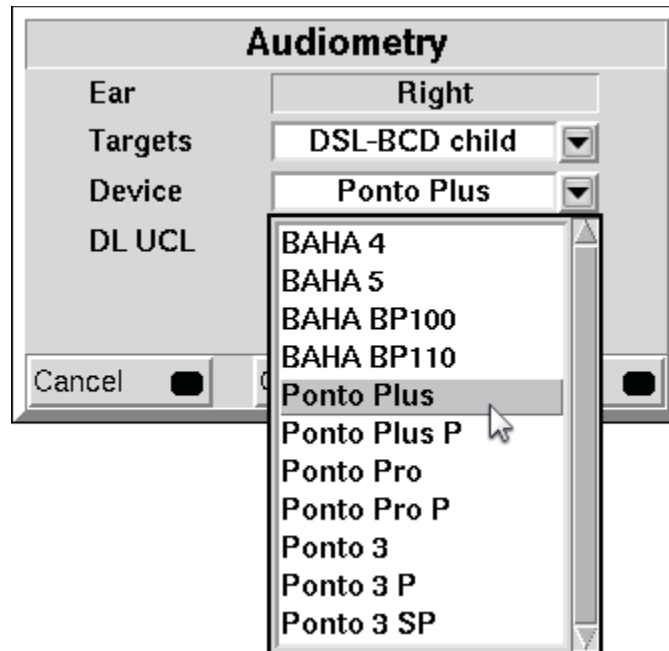 Audiometry
Ear Right
Targets DSL-BCD child
Device Ponto Plus
DL UCL
BAHA 4
BAHA 5
BAHA BP100
BAHA BP110
Cancel
Ponto Plus
Ponto Plus P
Ponto Pro
Ponto Pro P
Ponto 3
Ponto 3 P
Ponto 3 SP